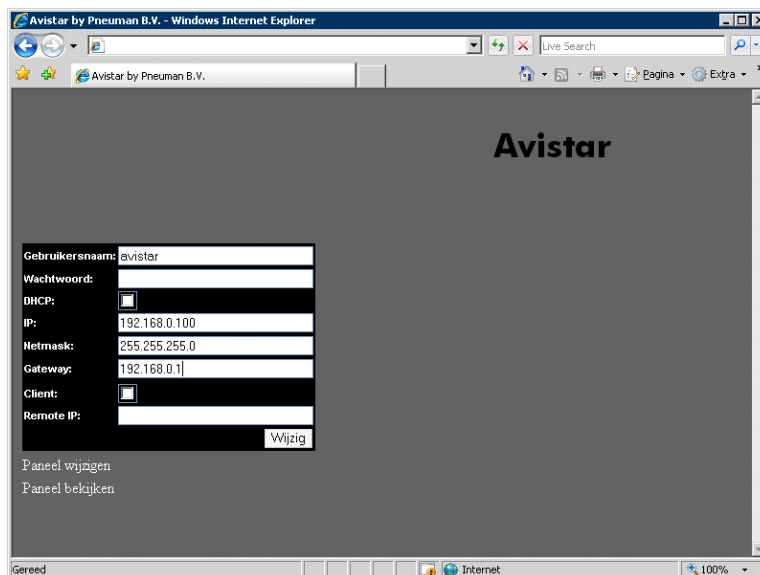 Avistar by Pneuman B.V. - Windows Internet Explorer
Live Search
Avistar by Pneuman B.V.
Pagina
Extra
Avistar
Gebruikersnaam: avistar
Wachtwoord:
DHCP:
IP: 192.168.0.100
Netmask: 255.255.255.0
Gateway: 192.168.0.1
Client:
Remote IP:
Wijzig
Paneel wijzigen
Paneel bekijken
Gereed Internet 100%